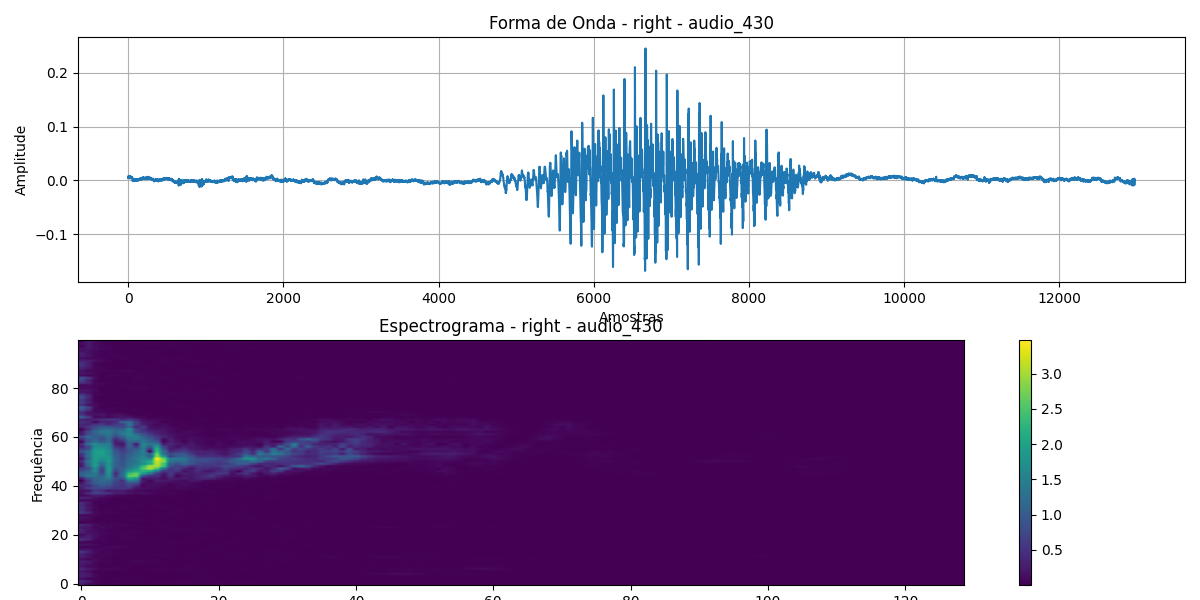 Forma de Onda - right - audio_430
Amplitude
0.2
0.1
0.0
−0.1
0 2000 4000 6000 8000 10000 12000
Amostras
Espectrograma - right - audio_430
Frequência
80
60
40
20
0
3.0
2.5
2.0
1.5
1.0
0.5
0 20 40 60 80 100 120